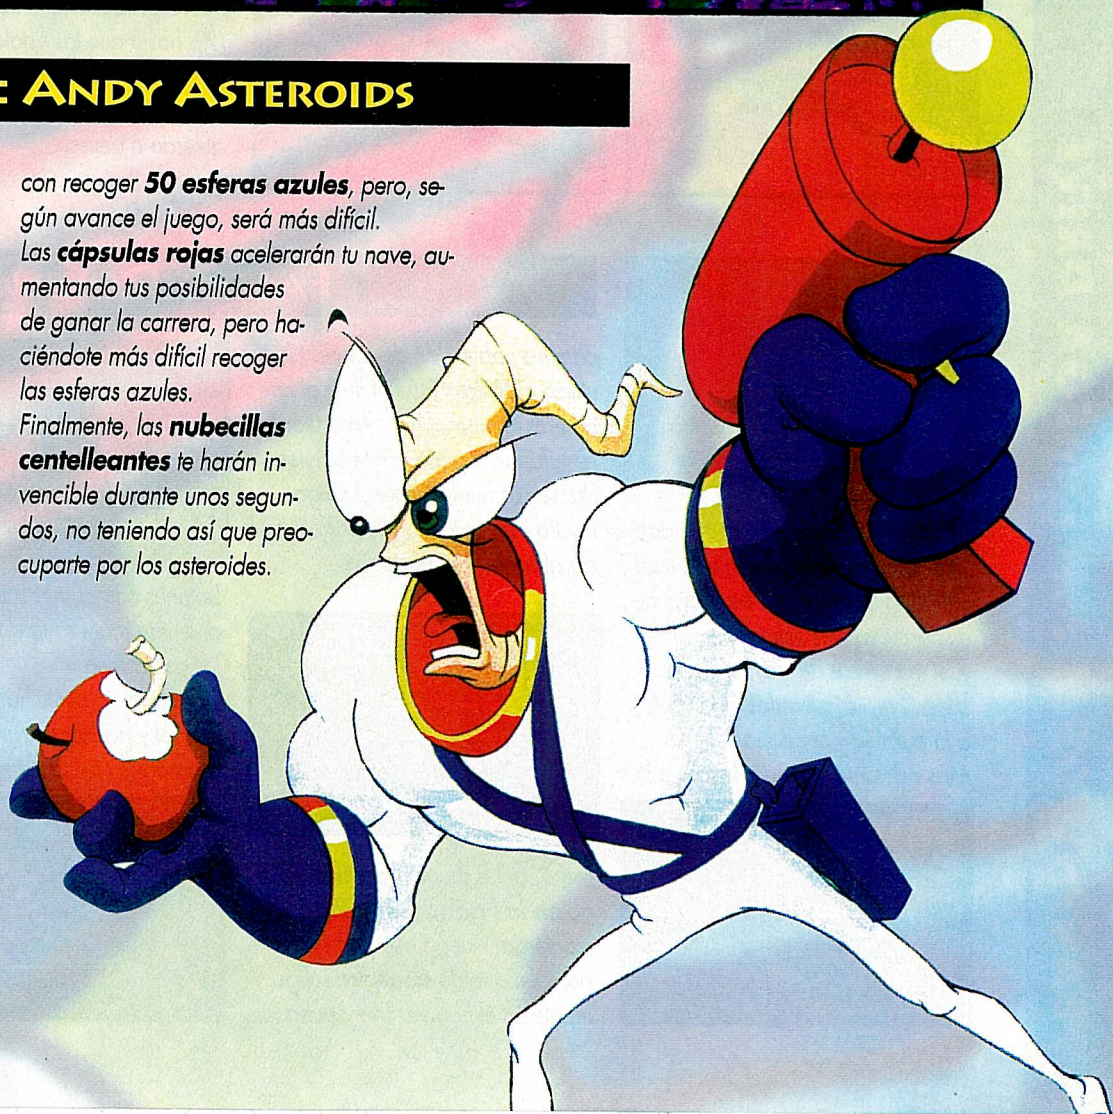 : ANDY ASTEROIDS
con recoger 50 esferas azules, pero, se-
gún avance el juego, será más difícil.
Las cápsulas rojas acelerarán tu nave, au-
mentando tus posibilidades
de ganar la carrera, pero ha-
ciéndote más difícil recoger
las esferas azules.
Finalmente, las nubecillas
centelleantes te harán in-
vencible durante unos segun-
dos, no teniendo así que preo-
cuparte por los asteroides.